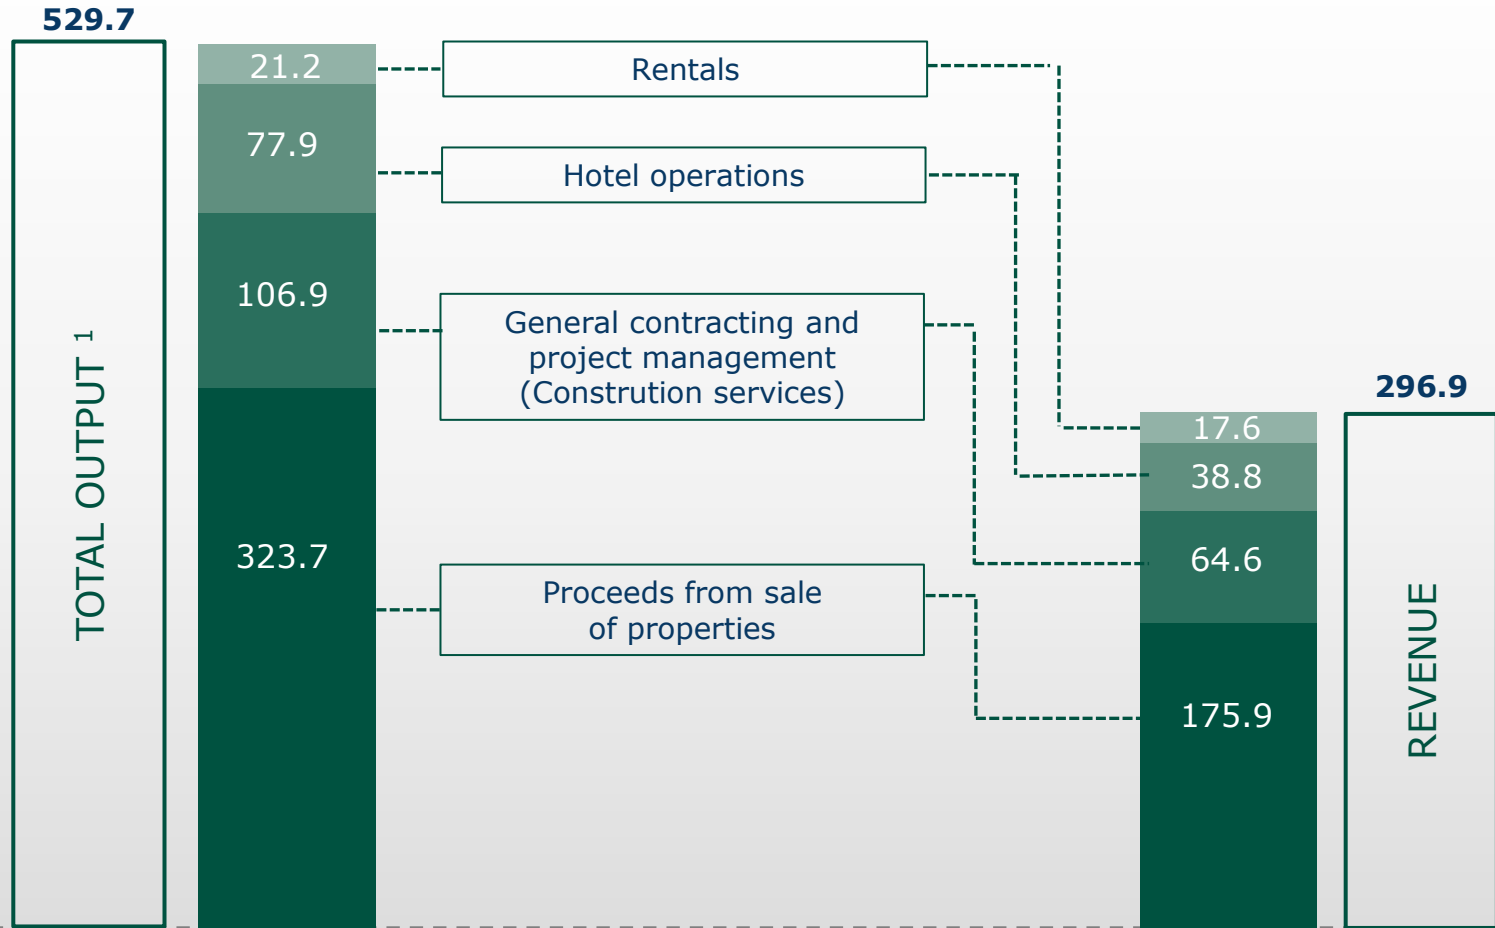 529.7
TOTAL OUTPUT 1
21.2
77.9
106.9
323.7
Rentals
Hotel operations
General contracting and
project management
(Constrution services)
Proceeds from sale
of properties
296.9
17.6
38.8
64.6
175.9
REVENUE